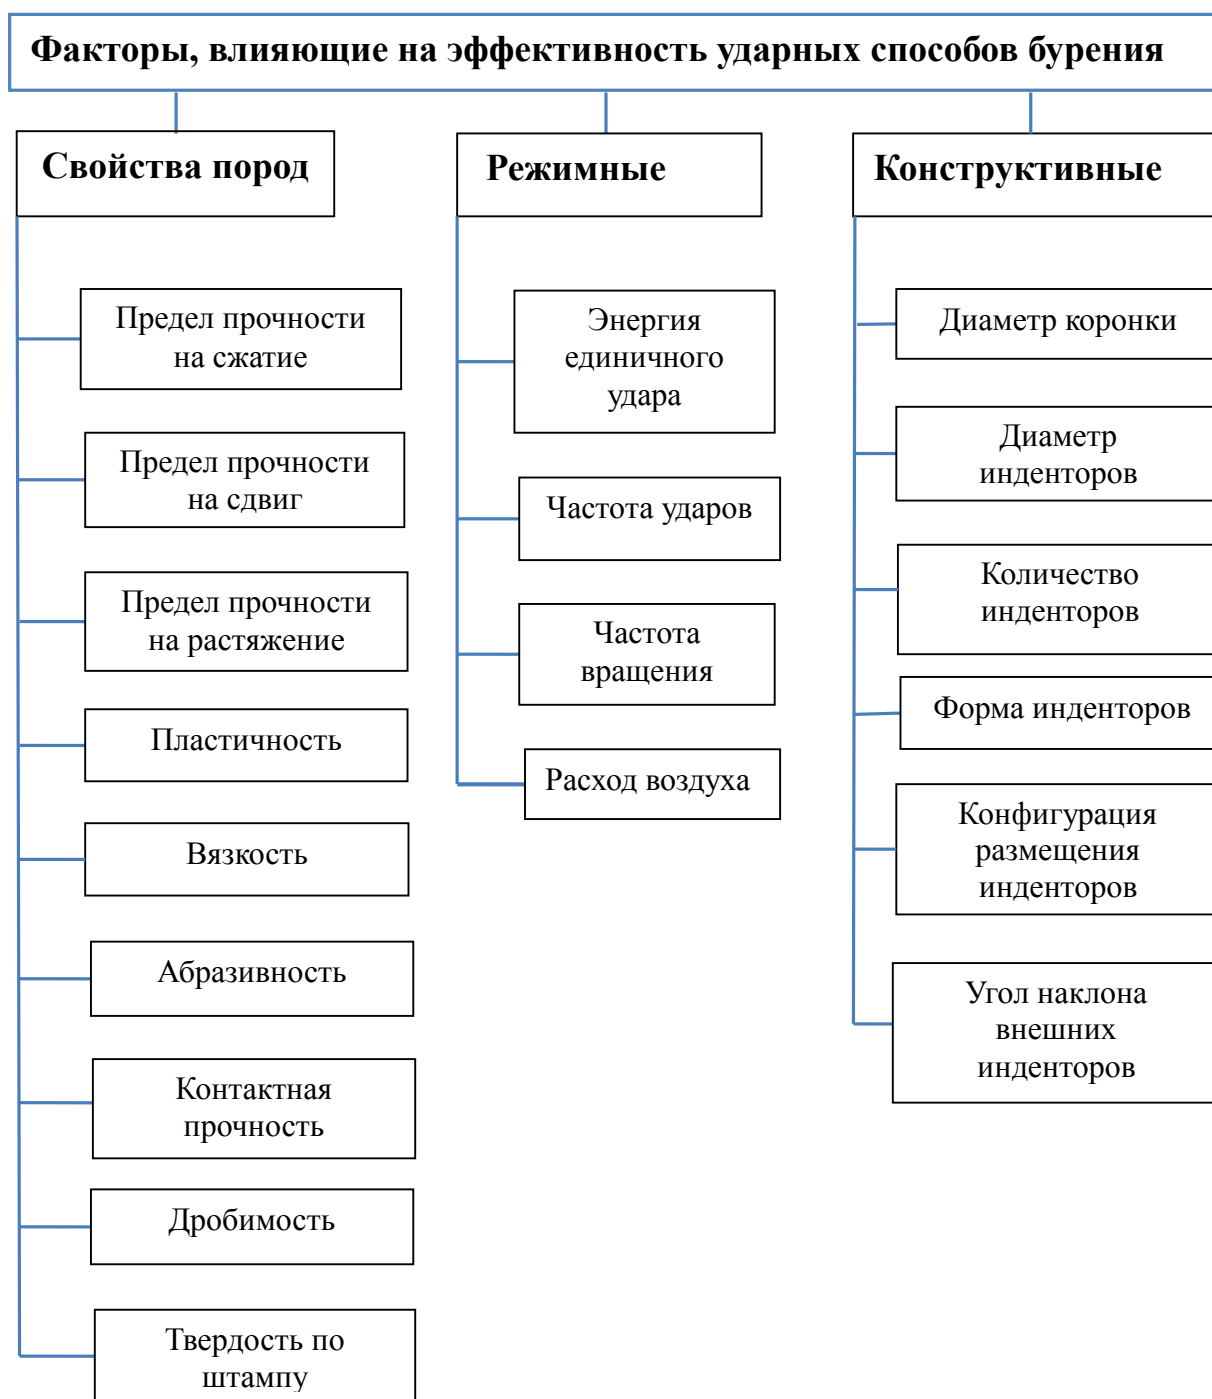 Факторы, влияющие на эффективность ударных способов бурения
Свойства пород
Предел прочности
на сжатие
Предел прочности
на сдвиг
Предел прочности
на растяжение
Пластичность
Вязкость
Абразивность
Контактная
прочность
Дробимость
Твердость по
штампу
Режимные
Энергия
единичного
удара
Частота ударов
Частота
вращения
Расход воздуха
Конструктивные
Диаметр коронки
Диаметр
инденторов
Количество
инденторов
Форма инденторов
Конфигурация
размещения
инденторов
Угол наклона
внешних
инденторов